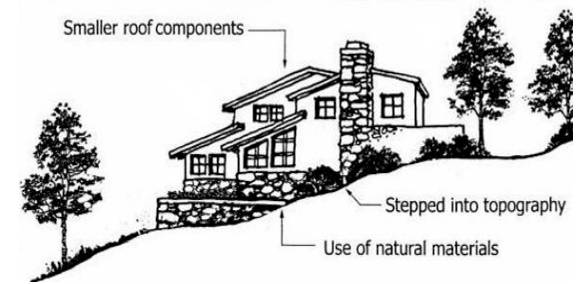 Smaller roof components
Stepped into topography
Use of natural materials